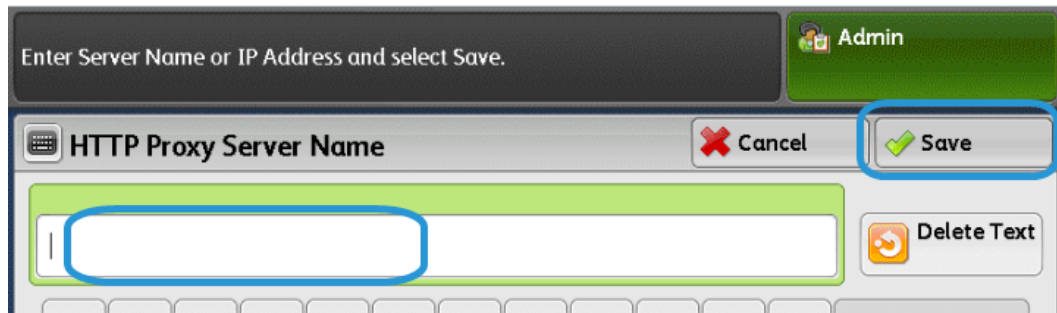 Enter Server Name or IP Address and select Save.
Admin
HTTP Proxy Server Name
Cancel
Save
Delete Text